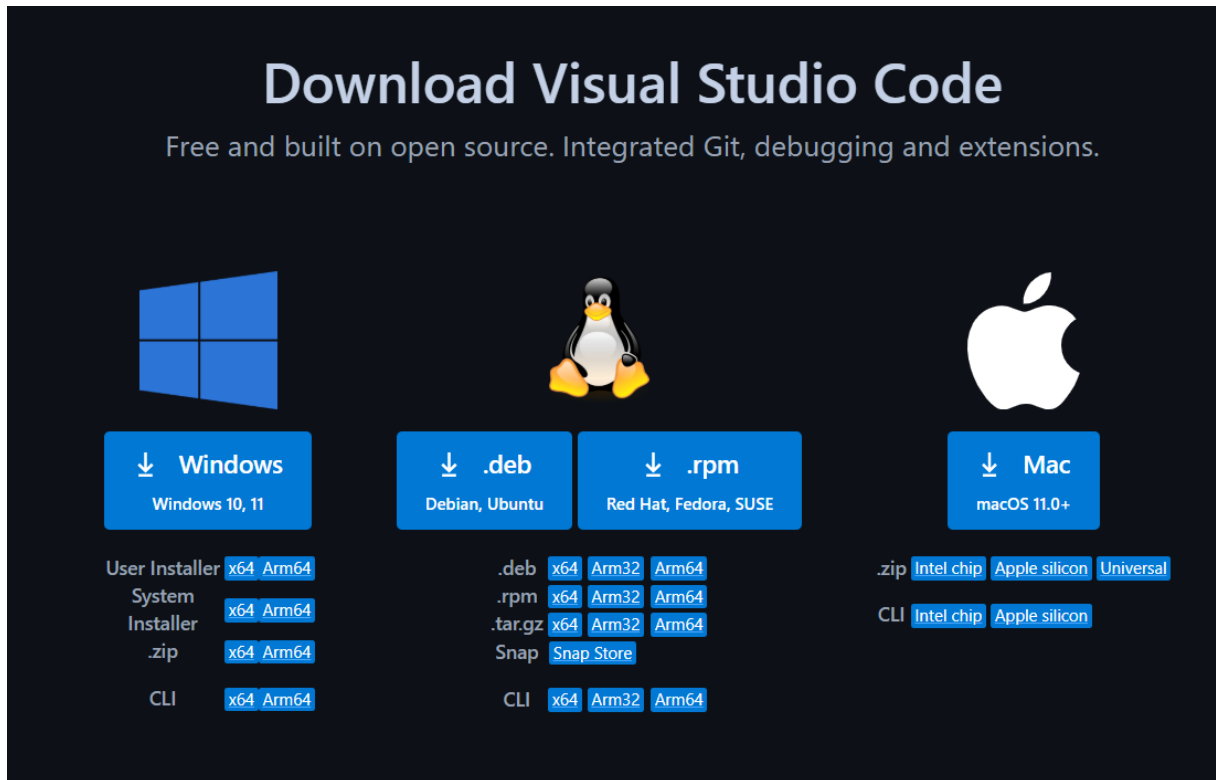 Download Visual Studio Code
Free and built on open source. Integrated Git, debugging and extensions.
Windows
Windows 10, 11
User Installer x64 Arm64
System
Installer x64 Arm64
.zip x64 Arm64
CLI x64 Arm64
.deb
Debian, Ubuntu
.rpm
Red Hat, Fedora, SUSE
.deb x64 Arm32 Arm64
.rpm x64 Arm32 Arm64
.tar.gz x64 Arm32 Arm64
Snap Snap Store
CLI x64 Arm32 Arm64
Mac
macOS 11.0+
.zip Intel chip Apple silicon Universal
CLI Intel chip Apple silicon